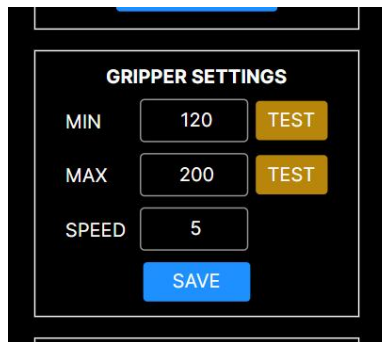 GRIPPER SETTINGS
MIN 120 TEST
MAX 200 TEST
SPEED 5
SAVE